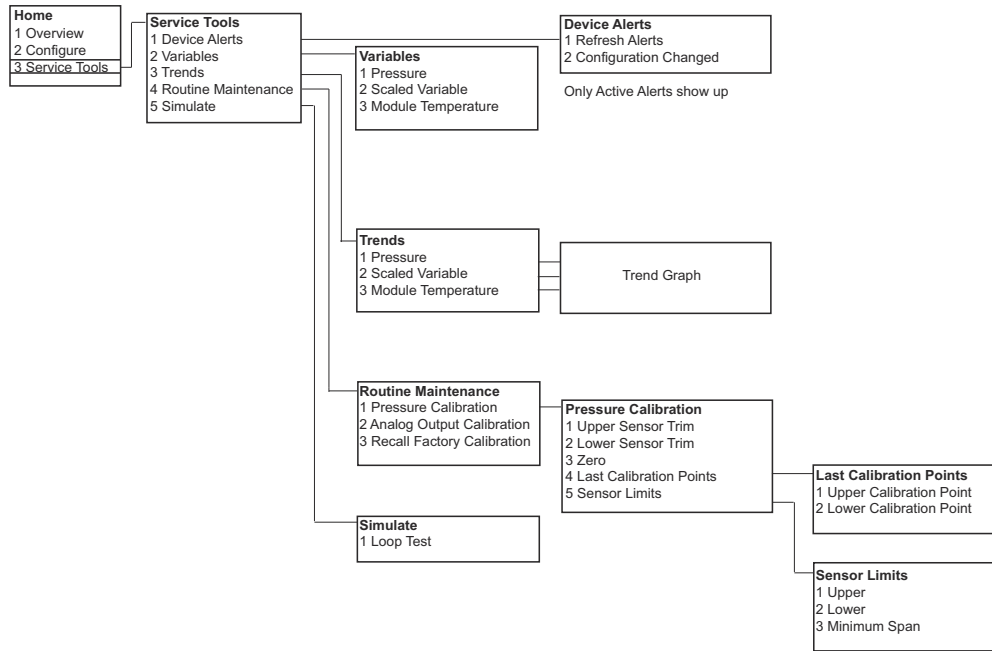 Home
1 Overview
2 Configure
3 Service Tools
Service Tools
1 Device Alerts
2 Variables
3 Trends
4 Routine Maintenance
5 Simulate
Device Alerts
1 Refresh Alerts
2 Configuration Changed
Only Active Alerts show up
Variables
1 Pressure
2 Scaled Variable
3 Module Temperature
Trends
1 Pressure
2 Scaled Variable
3 Module Temperature
Trend Graph
Routine Maintenance
1 Pressure Calibration
2 Analog Output Calibration
3 Recall Factory Calibration
Pressure Calibration
1 Upper Sensor Trim
2 Lower Sensor Trim
3 Zero
4 Last Calibration Points
5 Sensor Limits
Last Calibration Points
1 Upper Calibration Point
2 Lower Calibration Point
Simulate
1 Loop Test
Sensor Limits
1 Upper
2 Lower
3 Minimum Span